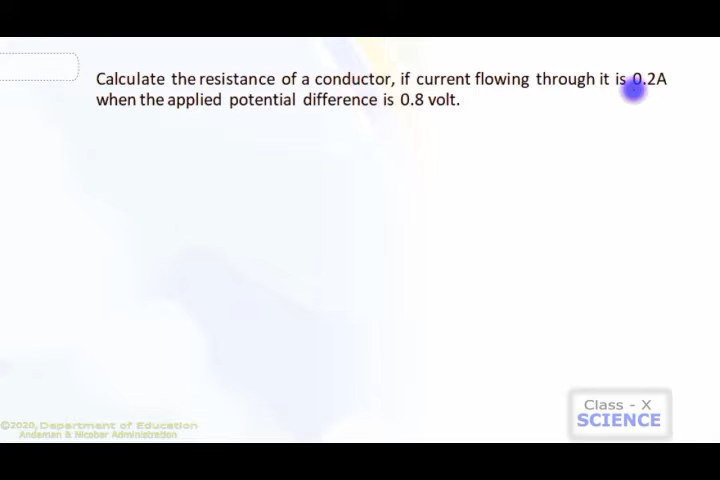 Calculate the resistance of a conductor, if current flowing through it is 0.2A
when the applied potential difference is 0.8 volt.
Class - X
SCIENCE
©2020, Department of Education
Andaman & Nicobar Administration